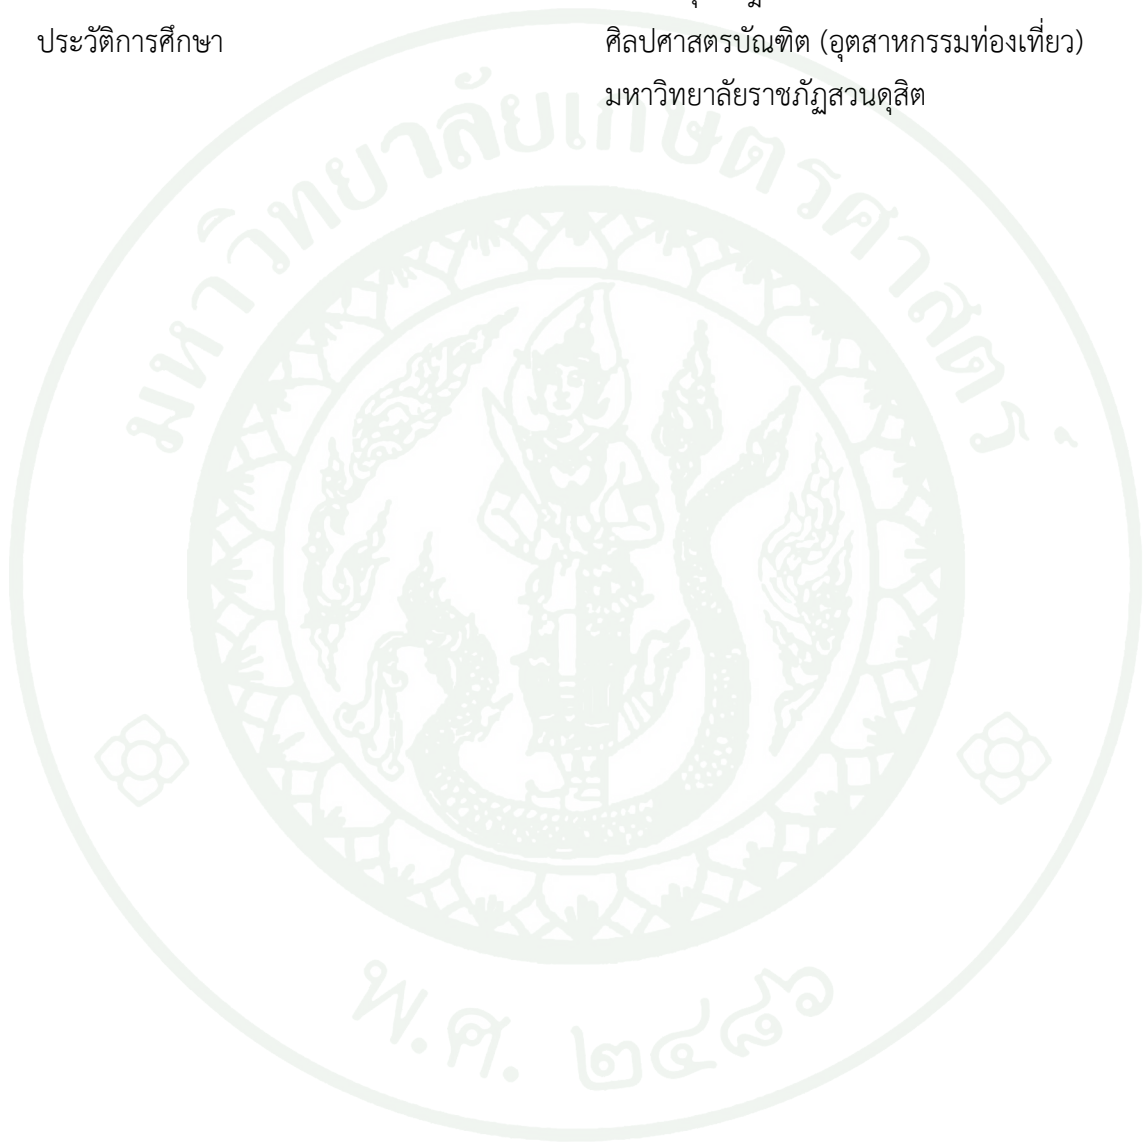 ประวัติการศึกษา ศิลปศาสตรบัณฑิต (อุตสาหกรรมท่องเที่ยว)
มหาวิทยาลัยราชภัฏสวนดุสิต
มหาวิทยาลัยเกษตรศาสตร์
พ.ศ. ๒๔๘๖